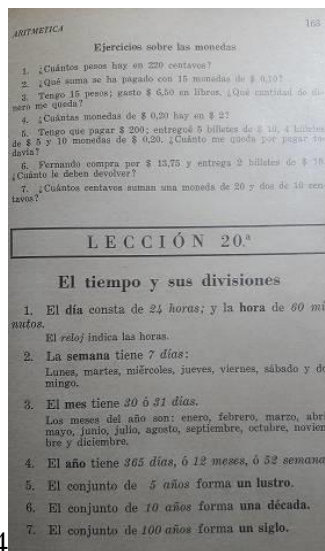 ARITMETICA 163
Ejercicios sobre las monedas
1. ¿Cuántos pesos hay en 220 centavos?
2. ¿Qué suma se ha pagado con 15 monedas de $ 0,10?
3. Tengo 15 pesos; gasto $ 6,50 en libros. ¿Qué cantidad de di-
nero me queda?
4. ¿Cuántas monedas de $ 0,20 hay en $ 2?
5. Tengo que pagar $ 200; entregué 5 billetes de $ 10, 4 billetes
de $ 5 y 10 monedas de $ 0,20. ¿Cuánto me queda por pagar to-
davía?
6. Fernando compra por $ 13,75 y entrega 2 billetes de $ 10.
¿Cuánto le deben devolver?
7. ¿Cuántos centavos suman una moneda de 20 y dos de 10 cen-
tavos?
LECCIÓN 20.ª
El tiempo y sus divisiones
1. El día consta de 24 horas; y la hora de 60 mi
nutos.
El reloj indica las horas.
2. La semana tiene 7 días:
Lunes, martes, miércoles, jueves, viernes, sábado y do
mingo.
3. El mes tiene 30 ó 31 días.
Los meses del año son: enero, febrero, marzo, abri
mayo, junio, julio, agosto, septiembre, octubre, noviem
bre y diciembre.
4. El año tiene 365 días, ó 12 meses, ó 52 semana
5. El conjunto de 5 años forma un lustro.
6. El conjunto de 10 años forma una década.
7. El conjunto de 100 años forma un siglo.
4